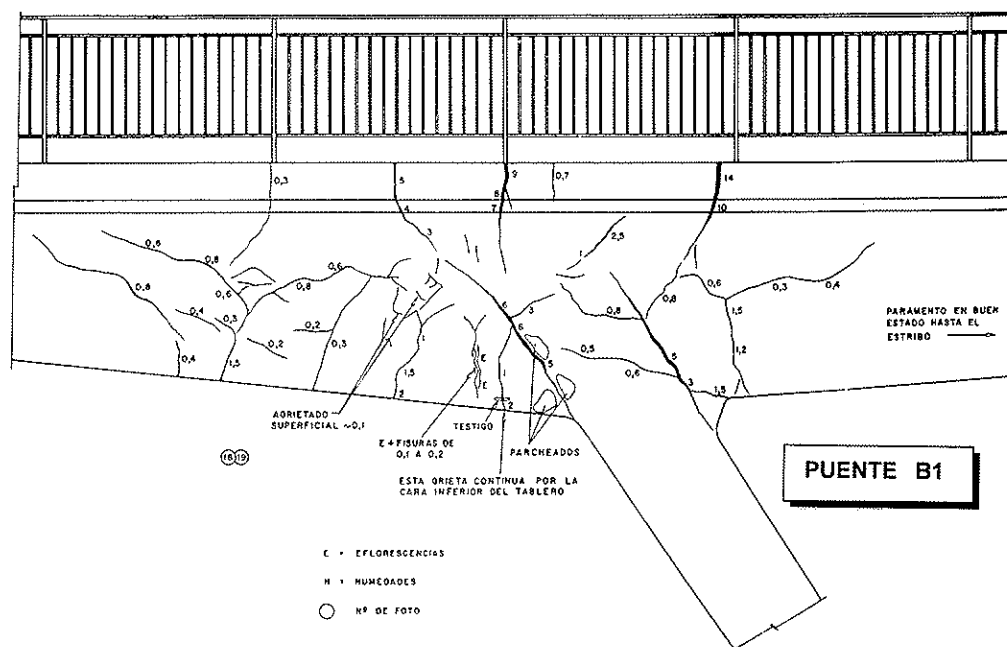 0,3
5
9
0,7
14
8
4
7
10
3
1
2,5
1
0,6
0,8
0,8
0,6
0,6
0,8
0,4
0,3
0,2
0,2
0,3
0,4
1,5
1
1,5
2
6
3
6
5
1
2
E
E
0,5
0,6
0,8
0,8
0,6
0,3
0,4
1,5
1,2
5
3
1,5
PARAMENTO EN BUEN
ESTADO HASTA EL
ESTRIBO
AGRIETADO
SUPERFICIAL ~0,1
E+FISURAS DE
0,1 A 0,2
TESTIGO
PARCHEADOS
ESTA GRIETA CONTINUA POR LA
CARA INFERIOR DEL TABLERO
18 19
PUENTE B1
E = EFLORESCENCIAS
H = HUMEDADES
Nº DE FOTO